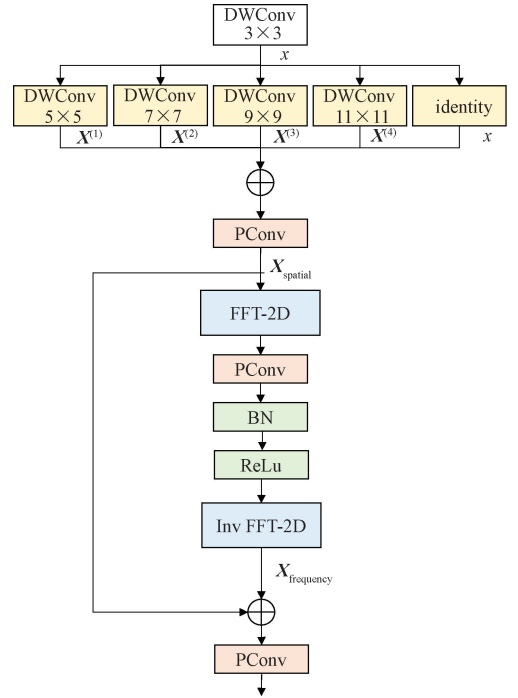 DWConv
3×3
x
DWConv
5×5
DWConv
7×7
DWConv
9×9
DWConv
11×11
identity
X(1)
X(2)
X(3)
X(4)
x
PConv
Xspatial
FFT-2D
PConv
BN
ReLu
Inv FFT-2D
Xfrequency
PConv